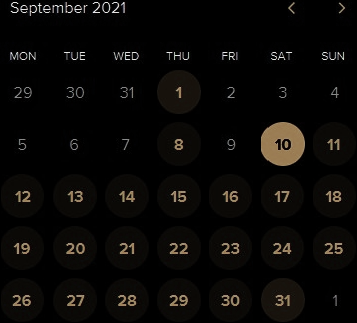 September 2021
MON TUE WED THU FRI SAT SUN
29 30 31 1 2 3 4
5 6 7 8 9 10 11
12 13 14 15 16 17 18
19 20 21 22 23 24 25
26 27 28 29 30 31 1